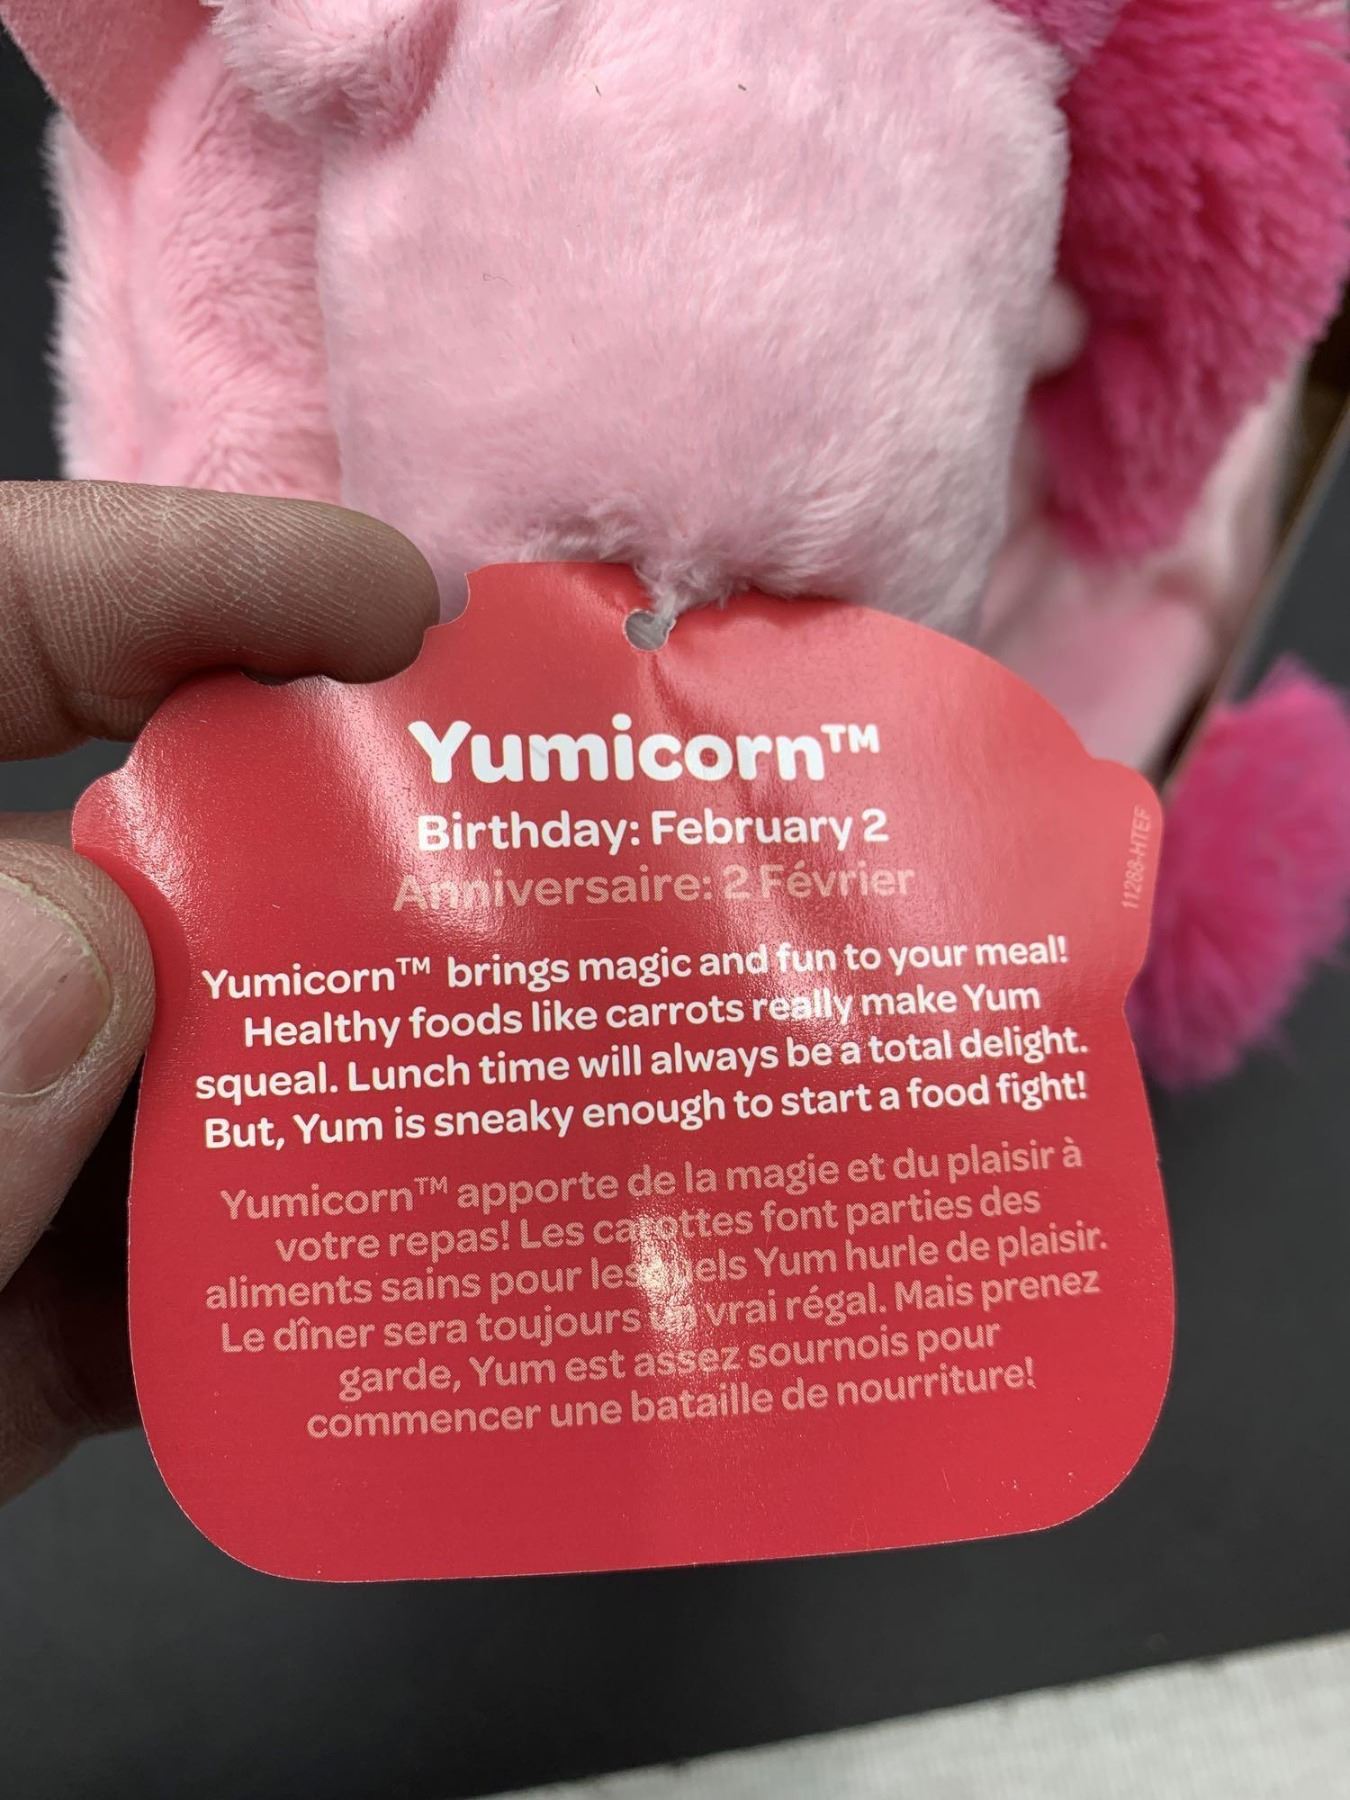 Yumicorn™
Birthday: February 2
Anniversaire: 2 Février
Yumicorn™ brings magic and fun to your meal!
Healthy foods like carrots really make Yum
squeal. Lunch time will always be a total delight.
But, Yum is sneaky enough to start a food fight!
Yumicorn™ apporte de la magie et du plaisir à
votre repas! Les carottes font parties des
aliments sains pour lesquels Yum hurle de plaisir.
Le dîner sera toujours un vrai régal. Mais prenez
garde, Yum est assez sournois pour
commencer une bataille de nourriture!
11288-HTEF